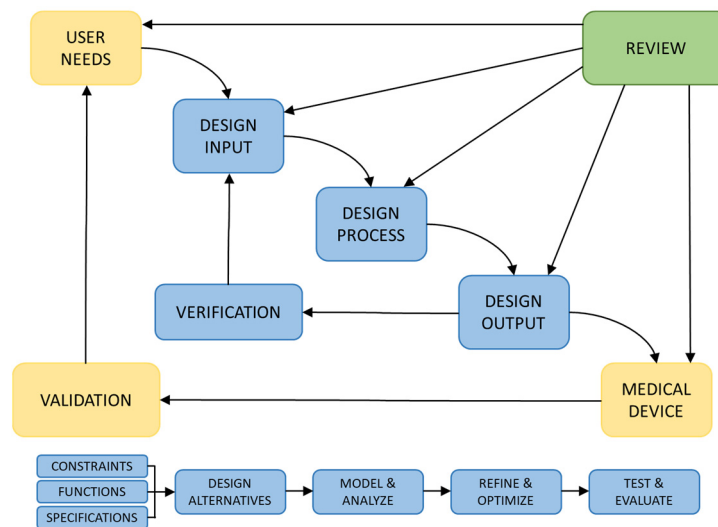 USER
NEEDS
REVIEW
DESIGN
INPUT
DESIGN
PROCESS
VERIFICATION
DESIGN
OUTPUT
VALIDATION
MEDICAL
DEVICE
CONSTRAINTS
FUNCTIONS
SPECIFICATIONS
DESIGN
ALTERNATIVES
MODEL &
ANALYZE
REFINE &
OPTIMIZE
TEST &
EVALUATE